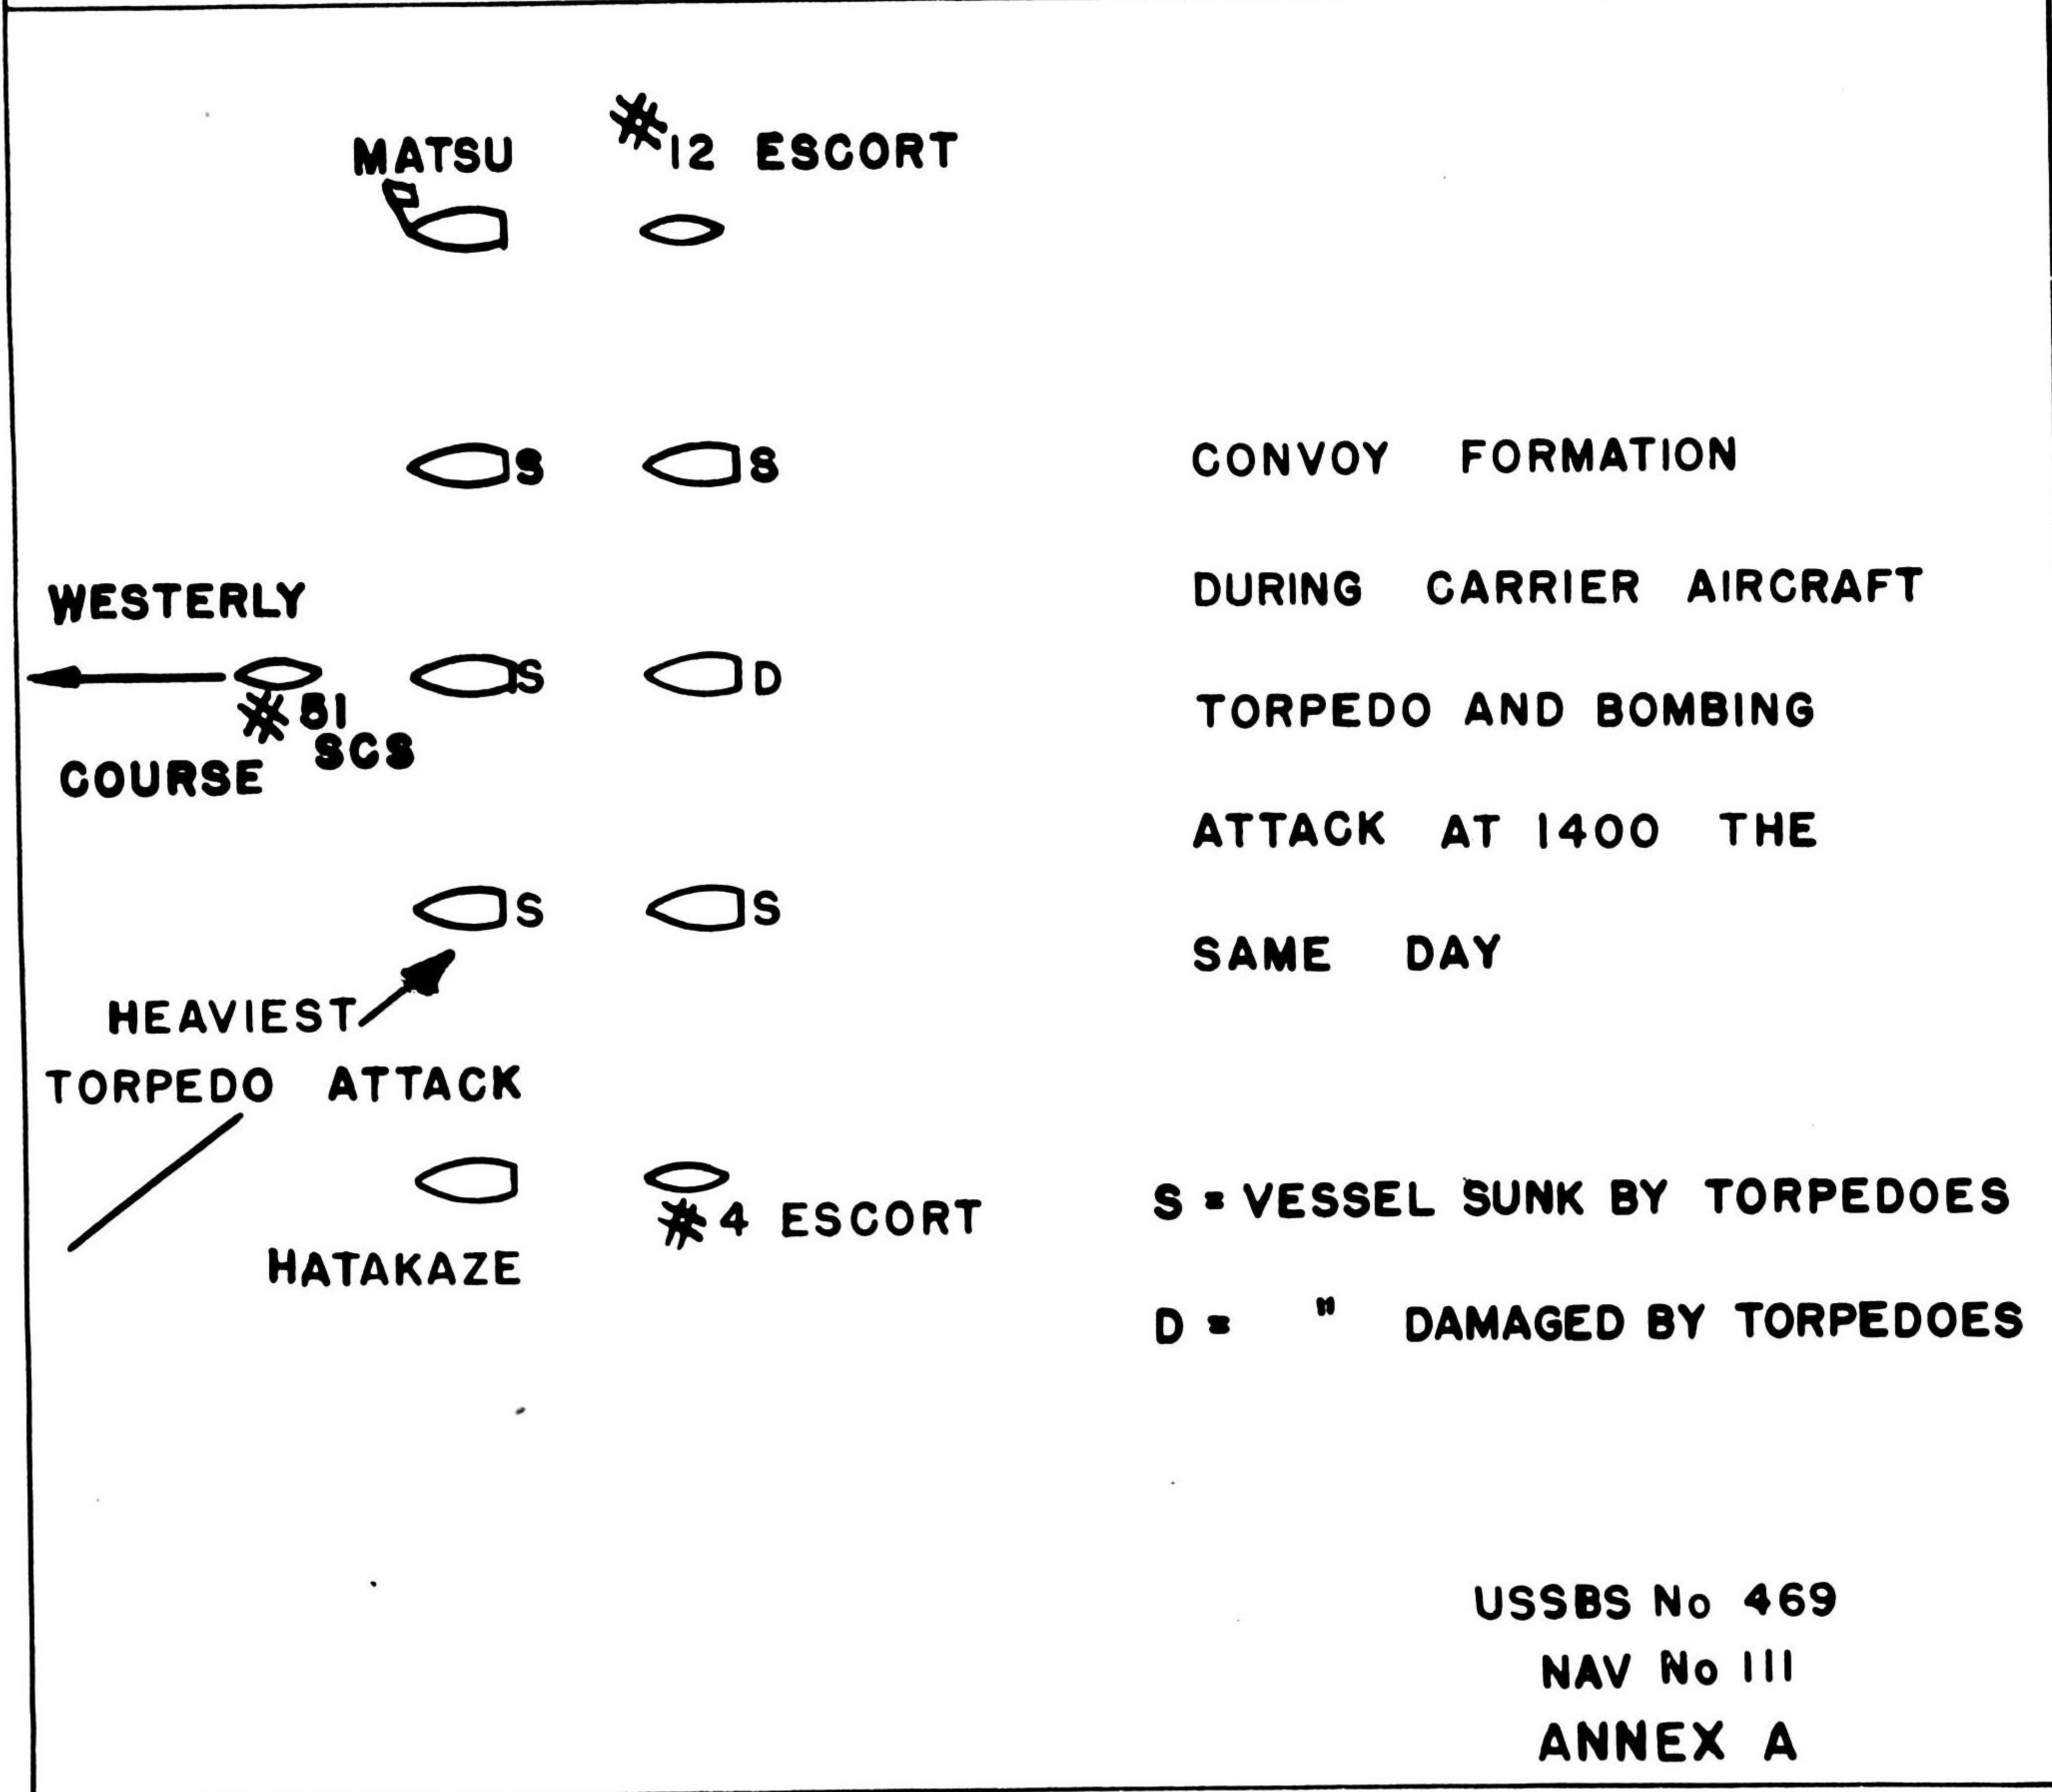 MATSU
#12 ESCORT
S
S
CONVOY FORMATION
DURING CARRIER AIRCRAFT
TORPEDO AND BOMBING
ATTACK AT 1400 THE
SAME DAY
WESTERLY
COURSE
#51
SCS
S
D
S
S
HEAVIEST
TORPEDO ATTACK
HATAKAZE
#4 ESCORT
S = VESSEL SUNK BY TORPEDOES
D = " DAMAGED BY TORPEDOES
USSBS No 469
NAV No 111
ANNEX A